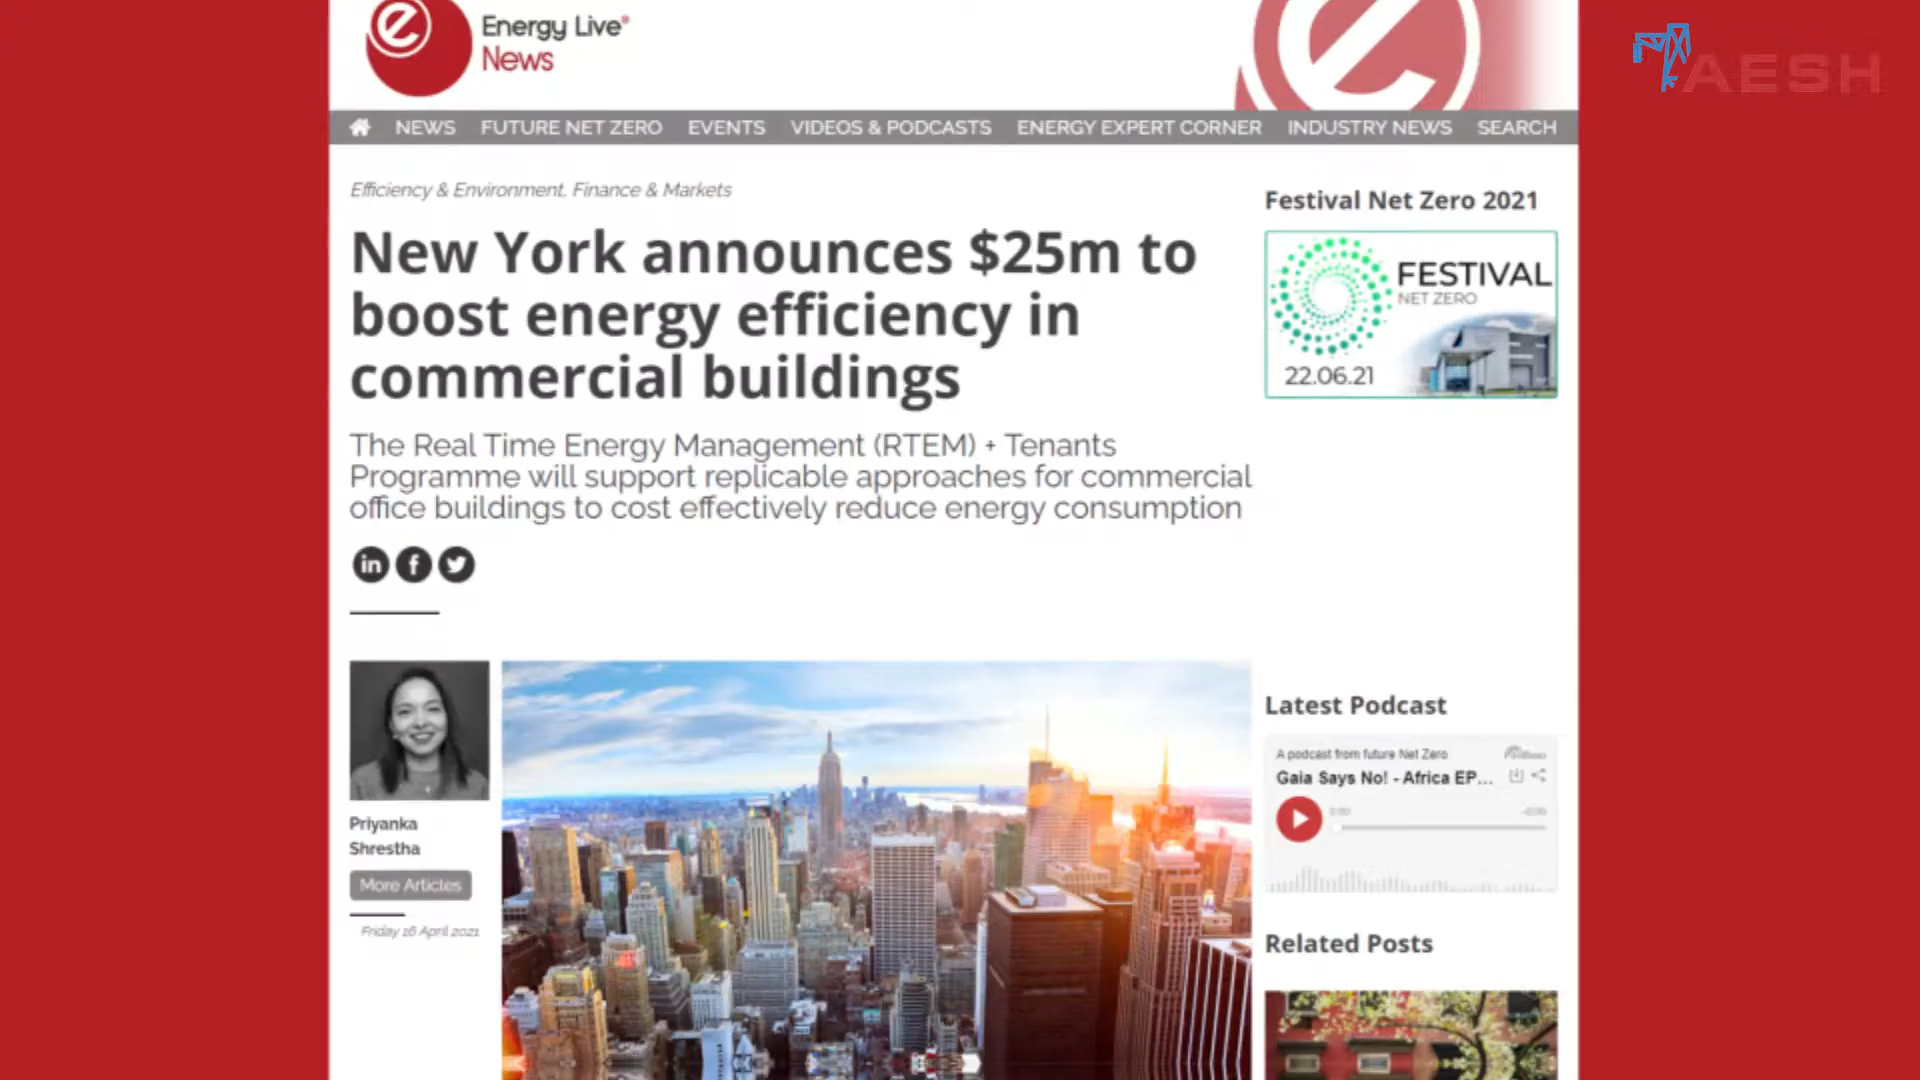 Energy Live
News
AESH
NEWS FUTURE NET ZERO EVENTS VIDEOS & PODCASTS ENERGY EXPERT CORNER INDUSTRY NEWS SEARCH
Efficiency & Environment, Finance & Markets
New York announces $25m to
boost energy efficiency in
commercial buildings
The Real Time Energy Management (RTEM) + Tenants
Programme will support replicable approaches for commercial
office buildings to cost effectively reduce energy consumption
in f
Priyanka
Shrestha
More Articles
Friday 16 April 2021
Festival Net Zero 2021
FESTIVAL
NET ZERO
22.06.21
Latest Podcast
A podcast from future Net Zero
Gaia Says No! - Africa EP...
Related Posts